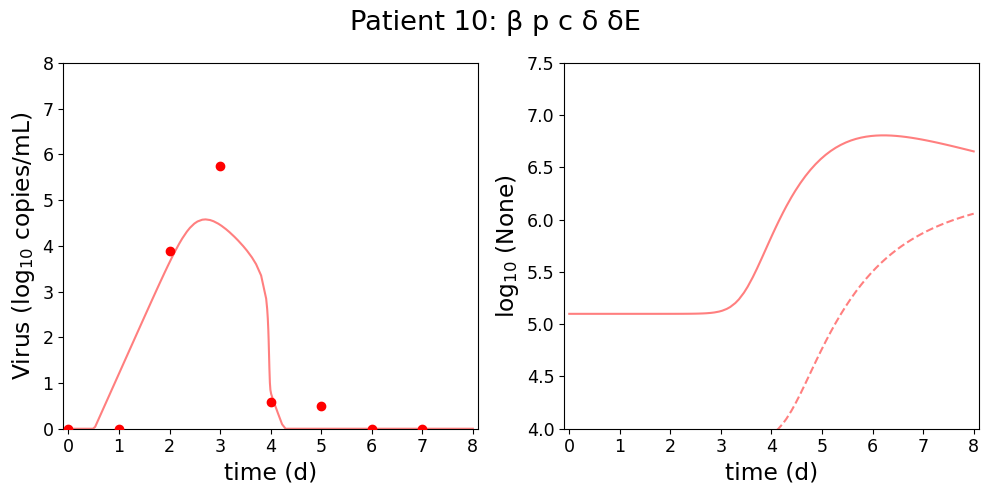 Patient 10: β p c δ δE
Virus (log₁₀ copies/mL)
8
7
6
5
4
3
2
1
0
0 1 2 3 4 5 6 7 8
time (d)
log₁₀ (None)
7.5
7.0
6.5
6.0
5.5
5.0
4.5
4.0
0 1 2 3 4 5 6 7 8
time (d)